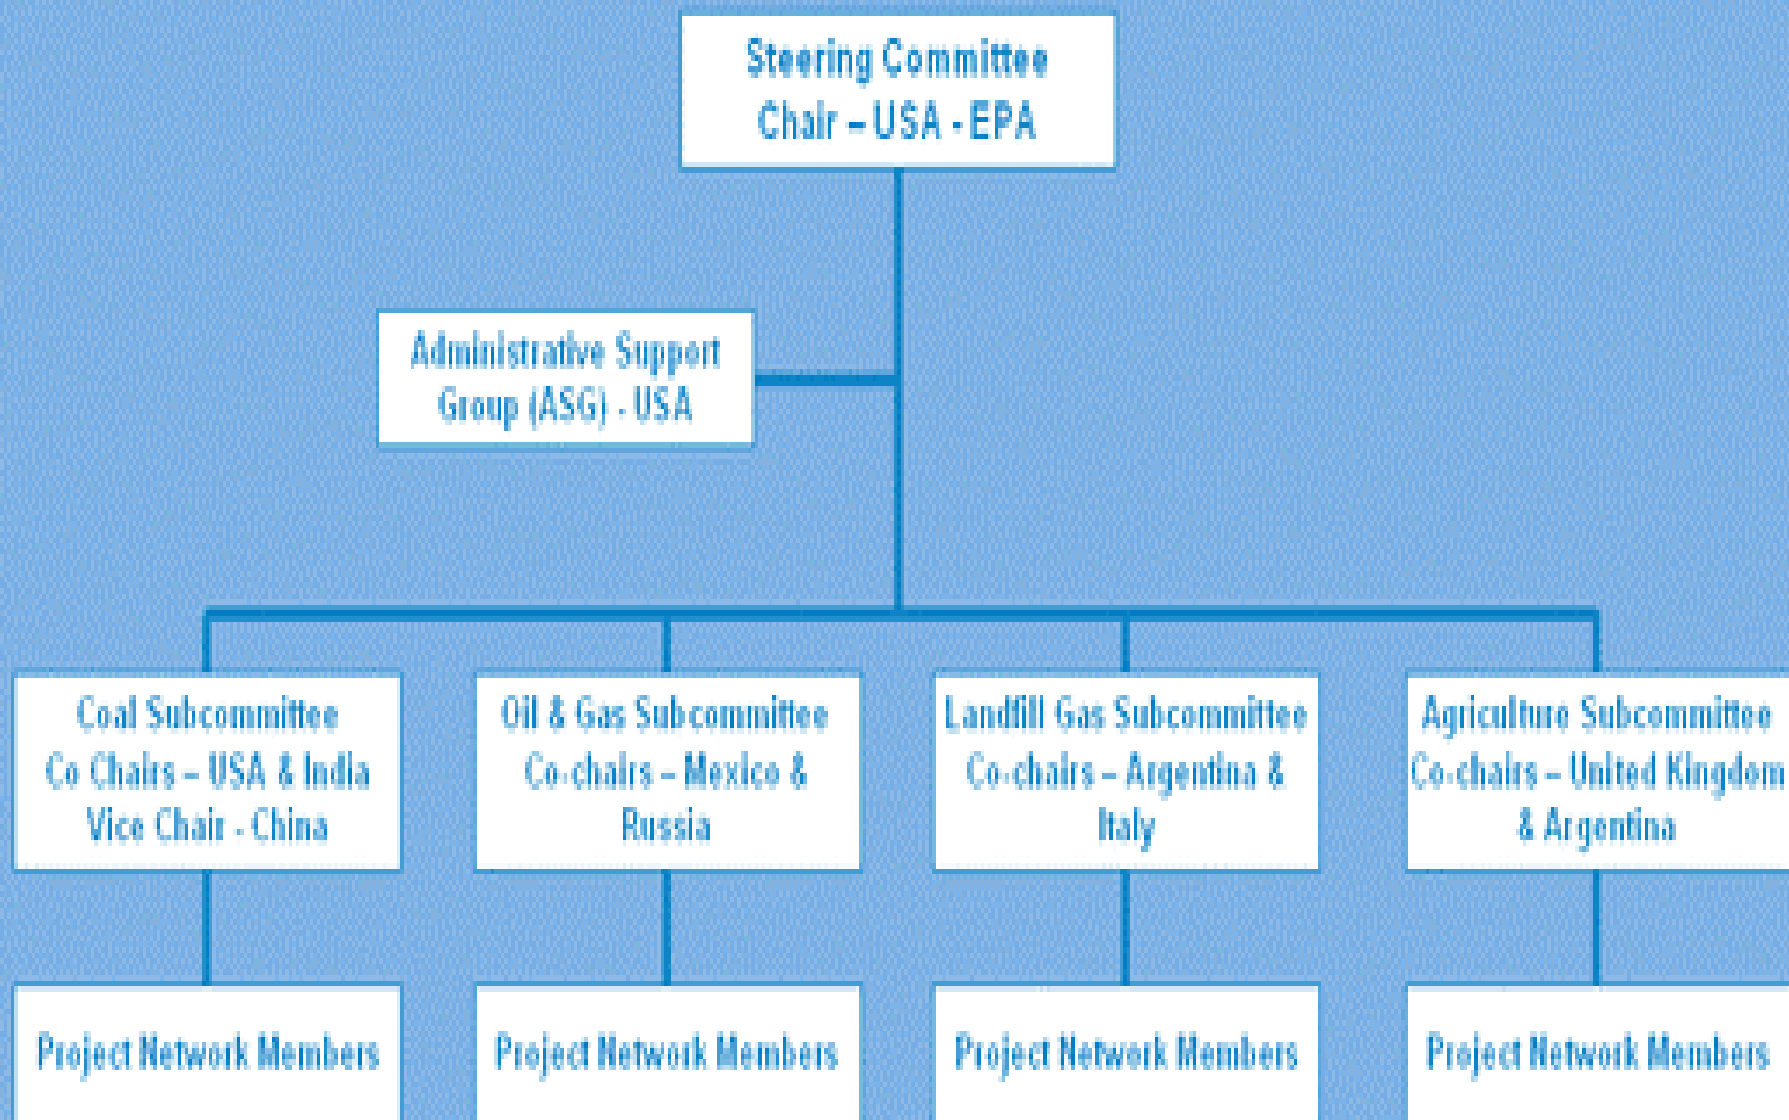 Steering Committee
Chair – USA - EPA
Administrative Support
Group (ASG) - USA
Coal Subcommittee
Co Chairs – USA & India
Vice Chair - China
Oil & Gas Subcommittee
Co-chairs – Mexico &
Russia
Landfill Gas Subcommittee
Co-chairs – Argentina &
Italy
Agriculture Subcommittee
Co-chairs – United Kingdom
& Argentina
Project Network Members
Project Network Members
Project Network Members
Project Network Members